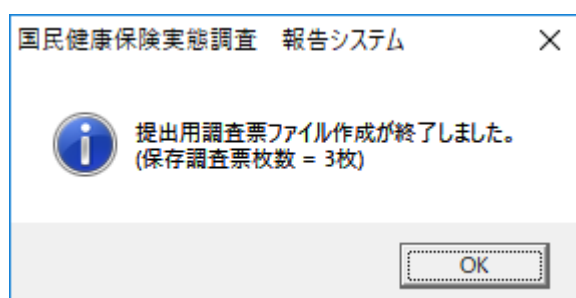 国民健康保険実態調査　報告システム
提出用調査票ファイル作成が終了しました。
(保存調査票枚数 = 3枚)
OK